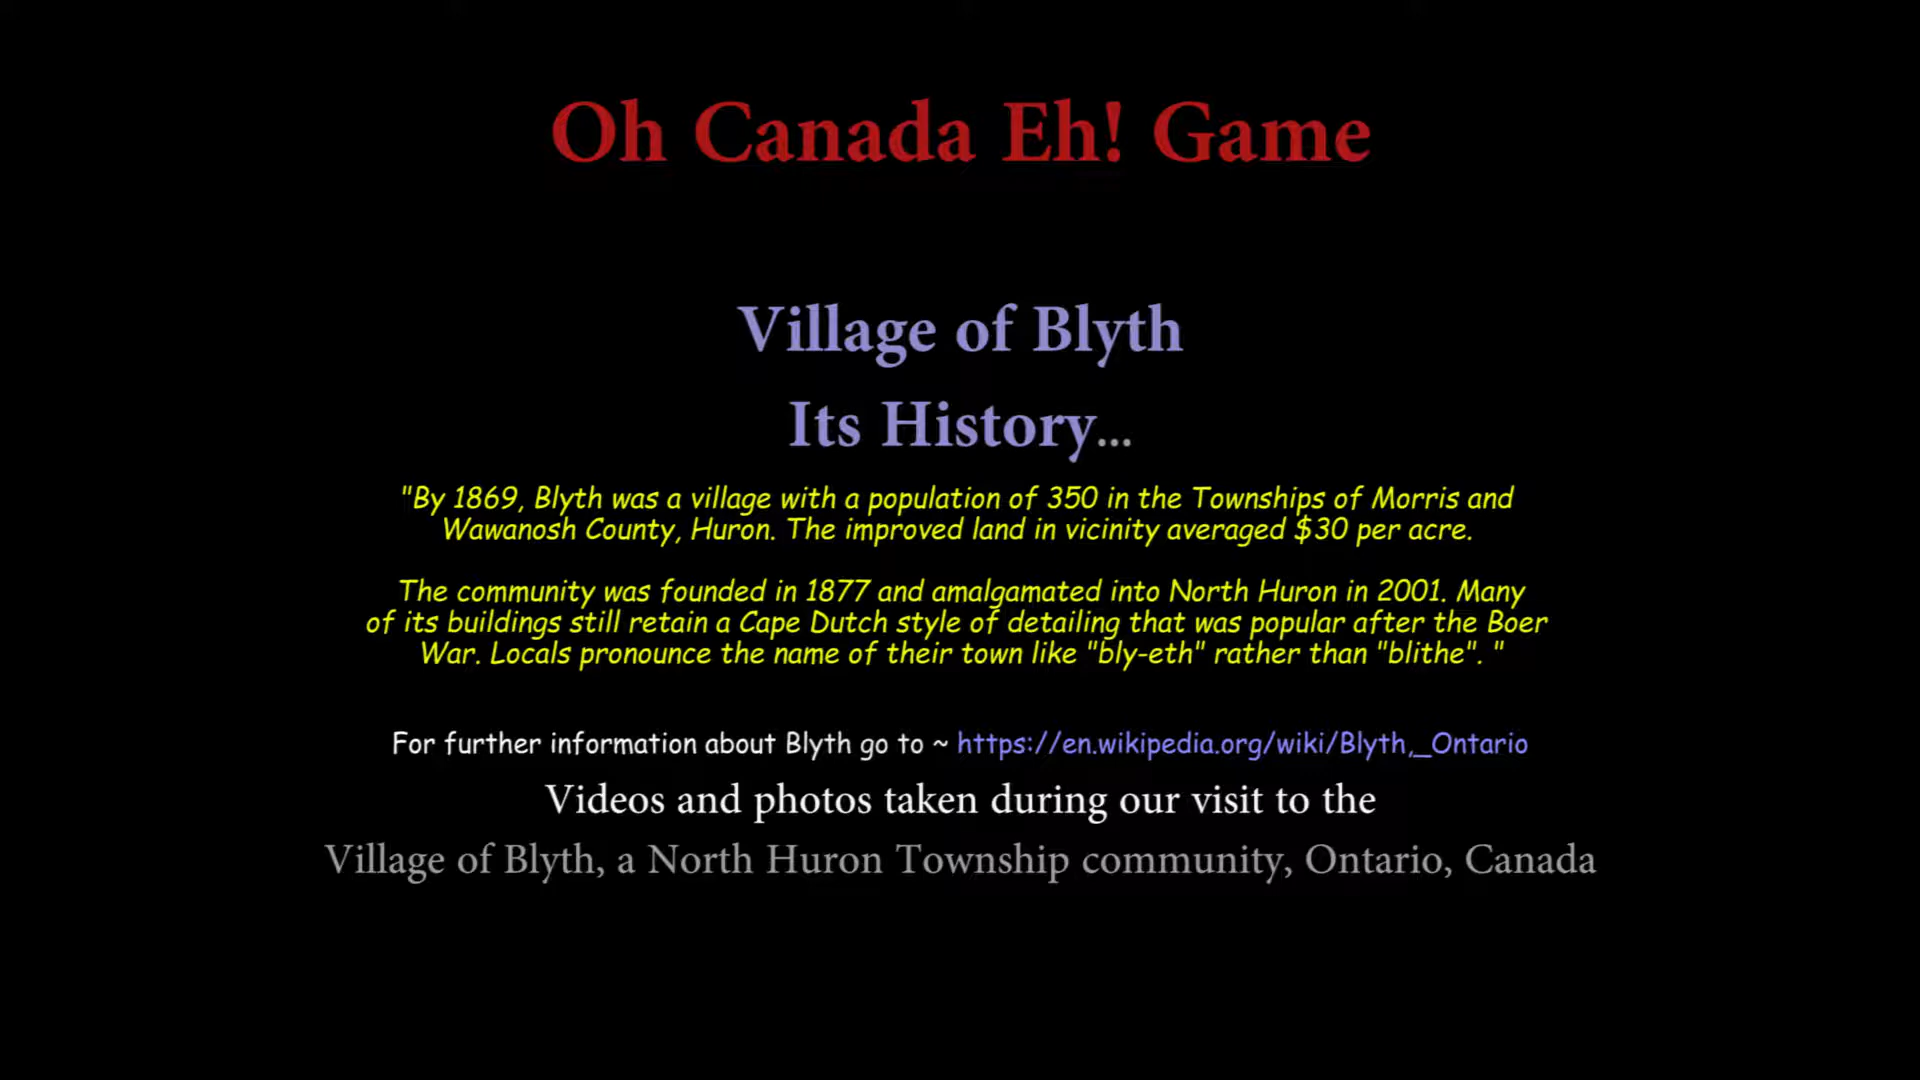 Oh Canada Eh! Game
Village of Blyth
Its History...
"By 1869, Blyth was a village with a population of 350 in the Townships of Morris and
Wawanosh County, Huron. The improved land in vicinity averaged $30 per acre.
The community was founded in 1877 and amalgamated into North Huron in 2001. Many
of its buildings still retain a Cape Dutch style of detailing that was popular after the Boer
War. Locals pronounce the name of their town like "bly-eth" rather than "blithe". "
For further information about Blyth go to ~ https://en.wikipedia.org/wiki/Blyth,_Ontario
Videos and photos taken during our visit to the
Village of Blyth, a North Huron Township community, Ontario, Canada